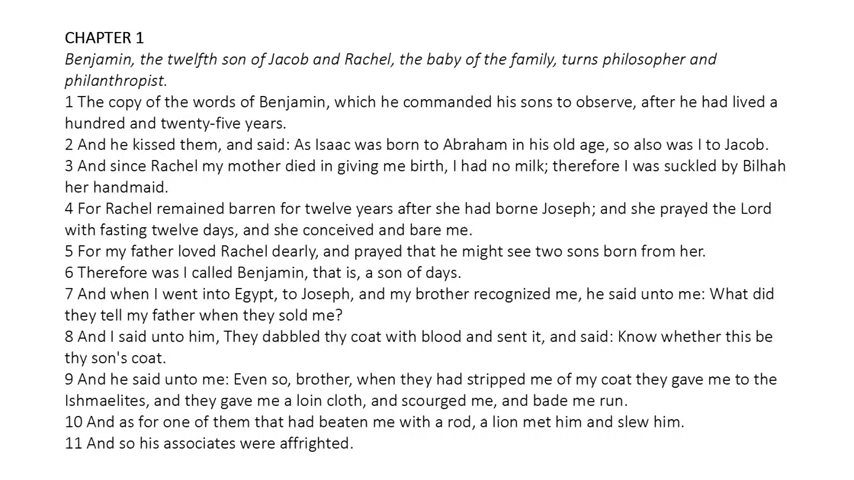 CHAPTER 1
Benjamin, the twelfth son of Jacob and Rachel, the baby of the family, turns philosopher and
philanthropist.
1 The copy of the words of Benjamin, which he commanded his sons to observe, after he had lived a
hundred and twenty-five years.
2 And he kissed them, and said: As Isaac was born to Abraham in his old age, so also was I to Jacob.
3 And since Rachel my mother died in giving me birth, I had no milk; therefore I was suckled by Bilhah
her handmaid.
4 For Rachel remained barren for twelve years after she had borne Joseph; and she prayed the Lord
with fasting twelve days, and she conceived and bare me.
5 For my father loved Rachel dearly, and prayed that he might see two sons born from her.
6 Therefore was I called Benjamin, that is, a son of days.
7 And when I went into Egypt, to Joseph, and my brother recognized me, he said unto me: What did
they tell my father when they sold me?
8 And I said unto him, They dabbled thy coat with blood and sent it, and said: Know whether this be
thy son's coat.
9 And he said unto me: Even so, brother, when they had stripped me of my coat they gave me to the
Ishmaelites, and they gave me a loin cloth, and scourged me, and bade me run.
10 And as for one of them that had beaten me with a rod, a lion met him and slew him.
11 And so his associates were affrighted.